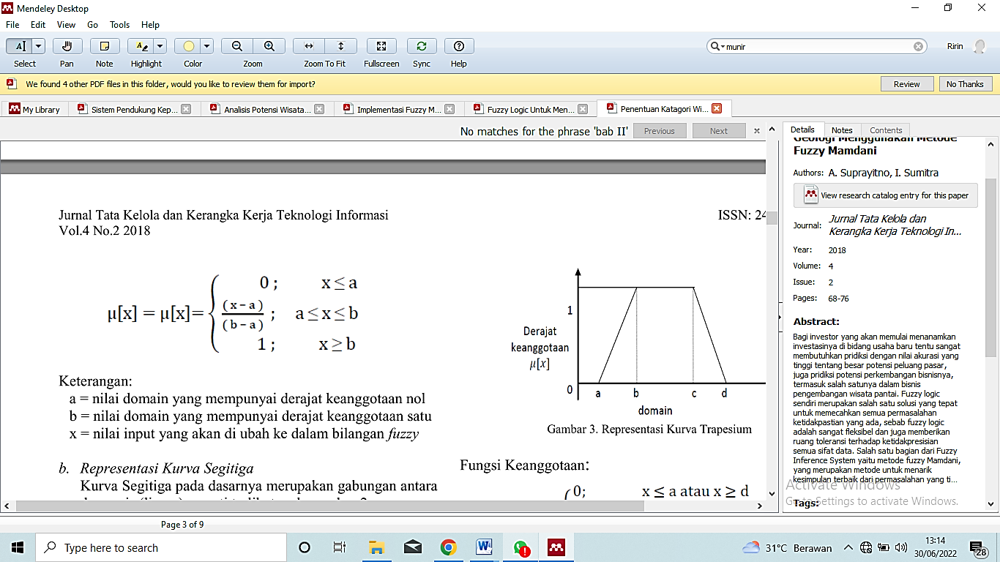 Mendeley Desktop
File Edit View Go Tools Help
Select Pan Note Highlight Color Zoom Zoom To Fit Fullscreen Sync Help
munir
Ririn
We found 4 other PDF files in this folder, would you like to review them for import?
Review No Thanks
My Library Sistem Pendukung Kep... Analisis Potensi Wisata... Implementasi Fuzzy M... Fuzzy Logic Untuk Men... Penentuan Katagori Wi...
No matches for the phrase 'bab II' Previous Next
Jurnal Tata Kelola dan Kerangka Kerja Teknologi Informasi
Vol.4 No.2 2018
ISSN: 24
μ[x] = μ[x]=
0 ; x ≤ a
(x - a)
(b - a)
; a ≤ x ≤ b
1 ; x ≥ b
Keterangan:
a = nilai domain yang mempunyai derajat keanggotaan nol
b = nilai domain yang mempunyai derajat keanggotaan satu
x = nilai input yang akan di ubah ke dalam bilangan fuzzy
b. Representasi Kurva Segitiga
Kurva Segitiga pada dasarnya merupakan gabungan antara
1
Derajat
keanggotaan
μ[x]
0 a b c d
domain
Gambar 3. Representasi Kurva Trapesium
Fungsi Keanggotaan:
0; x ≤ a atau x ≥ d
Details Notes Contents
Geologi Menggunakan Metode
Fuzzy Mamdani
Authors: A. Suprayitno, I. Sumitra
View research catalog entry for this paper
Journal: Jurnal Tata Kelola dan
Kerangka Kerja Teknologi In...
Year: 2018
Volume: 4
Issue: 2
Pages: 68-76
Abstract:
Bagi investor yang akan memulai menanamkan
investasinya di bidang usaha baru tentu sangat
membutuhkan pridiksi dengan nilai akurasi yang
tinggi tentang besar potensi peluang pasar,
juga pridiksi potensi perkembangan bisnisnya,
termasuk salah satunya dalam bisnis
pengembangan wisata pantai. Fuzzy logic
sendiri merupakan salah satu solusi yang tepat
untuk memecahkan semua permasalahan
ketidakpastian yang ada, sebab fuzzy logic
adalah sangat fleksibel dan juga memberikan
ruang toleransi terhadap ketidakpresisian
semua sifat data. Salah satu bagian dari Fuzzy
Inference System yaitu metode fuzzy Mamdani,
yang merupakan metode untuk menarik
kesimpulan terbaik dari permasalahan yang ti...
Activate Windows
Go to Settings to activate Windows.
Tags:
Page 3 of 9
Type here to search
31°C Berawan
13:14
30/06/2022
28